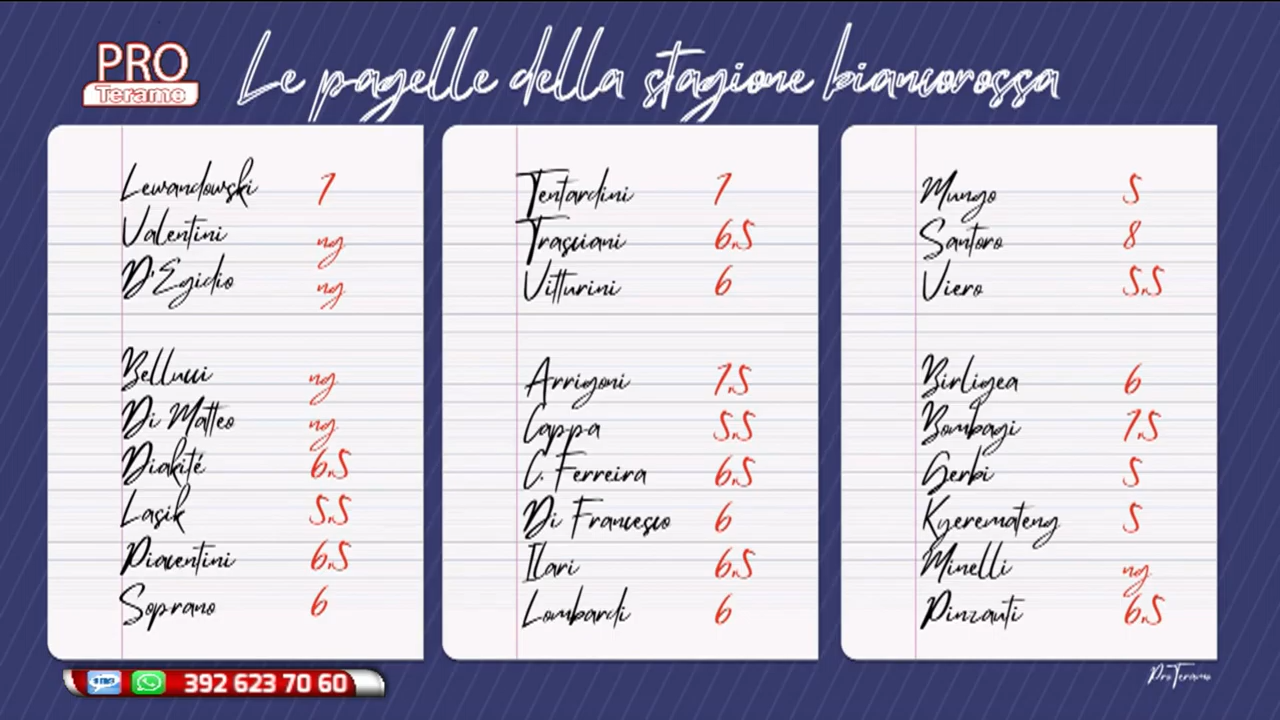 PRO
Teramo
Le pagelle della stagione biancorossa
Lewandowski 7
Valentini ng
D'Egidio ng
Bellucci ng
Di Matteo ng
Diakité 6,5
Lasik 5,5
Piacentini 6,5
Soprano 6
Tentardini 7
Trasciani 6,5
Vitturini 6
Arrigoni 7,5
Cappa 5,5
C. Ferreira 6,5
Di Francesco 6
Ilari 6,5
Lombardi 6
Mungo 5
Santoro 8
Viero 5,5
Birligea 6
Bombagi 7,5
Gerbi 5
Kyeremateng 5
Minelli ng
Pinzauti 6,5
392 623 70 60
ProTeramo